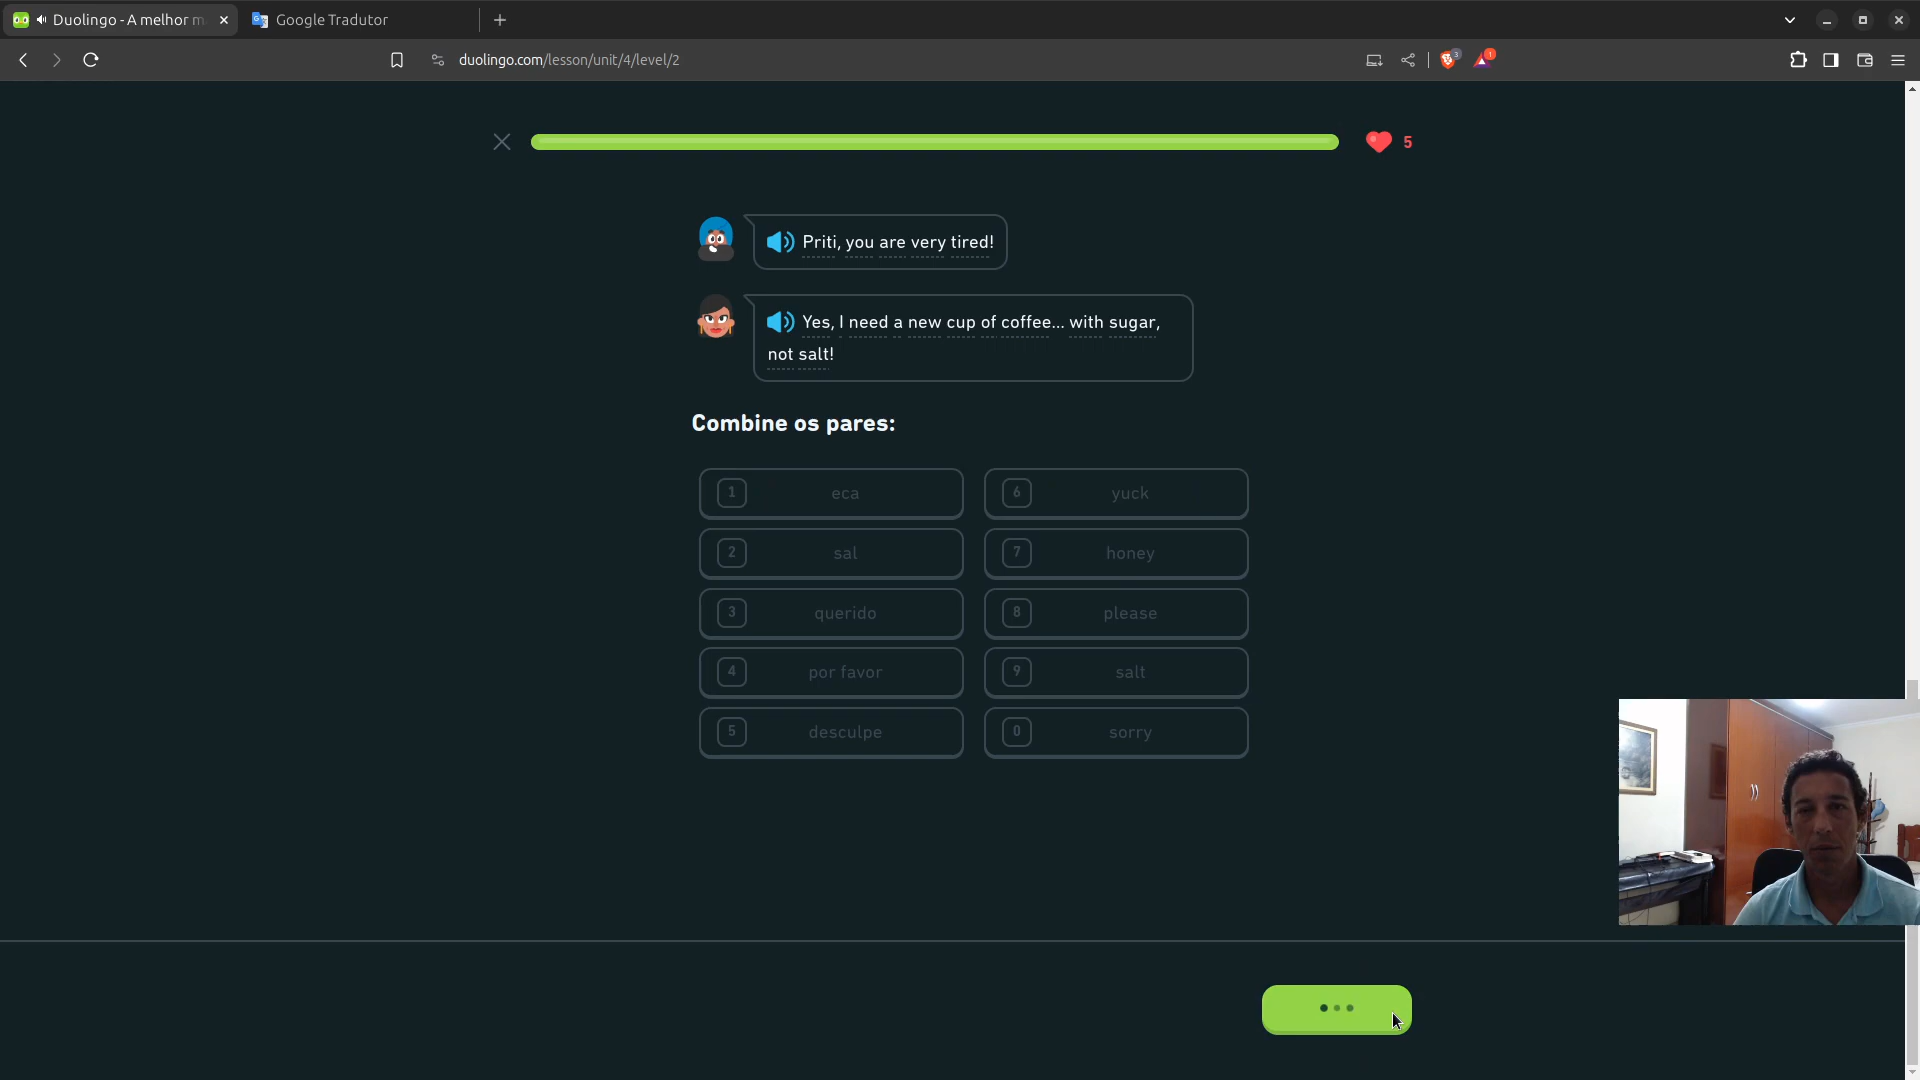 Duolingo - A melhor m
Google Tradutor
duolingo.com/lesson/unit/4/level/2
3
1
5
Priti, you are very tired!
Yes, I need a new cup of coffee... with sugar,
not salt!
Combine os pares:
1 eca
6 yuck
2 sal
7 honey
3 querido
8 please
4 por favor
9 salt
5 desculpe
0 sorry